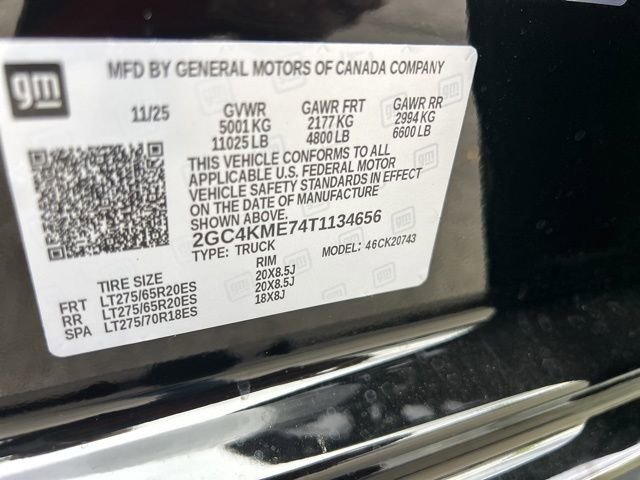 gm
MFD BY GENERAL MOTORS OF CANADA COMPANY
11/25 GVWR GAWR FRT GAWR RR
5001 KG 2177 KG 2994 KG
11025 LB 4800 LB 6600 LB
THIS VEHICLE CONFORMS TO ALL
APPLICABLE U.S. FEDERAL MOTOR
VEHICLE SAFETY STANDARDS IN EFFECT
ON THE DATE OF MANUFACTURE
SHOWN ABOVE.
2GC4KME74T1134656
TYPE: TRUCK MODEL: 46CK20743
TIRE SIZE RIM
FRT LT275/65R20ES 20X8.5J
RR LT275/65R20ES 20X8.5J
SPA LT275/70R18ES 18X8J